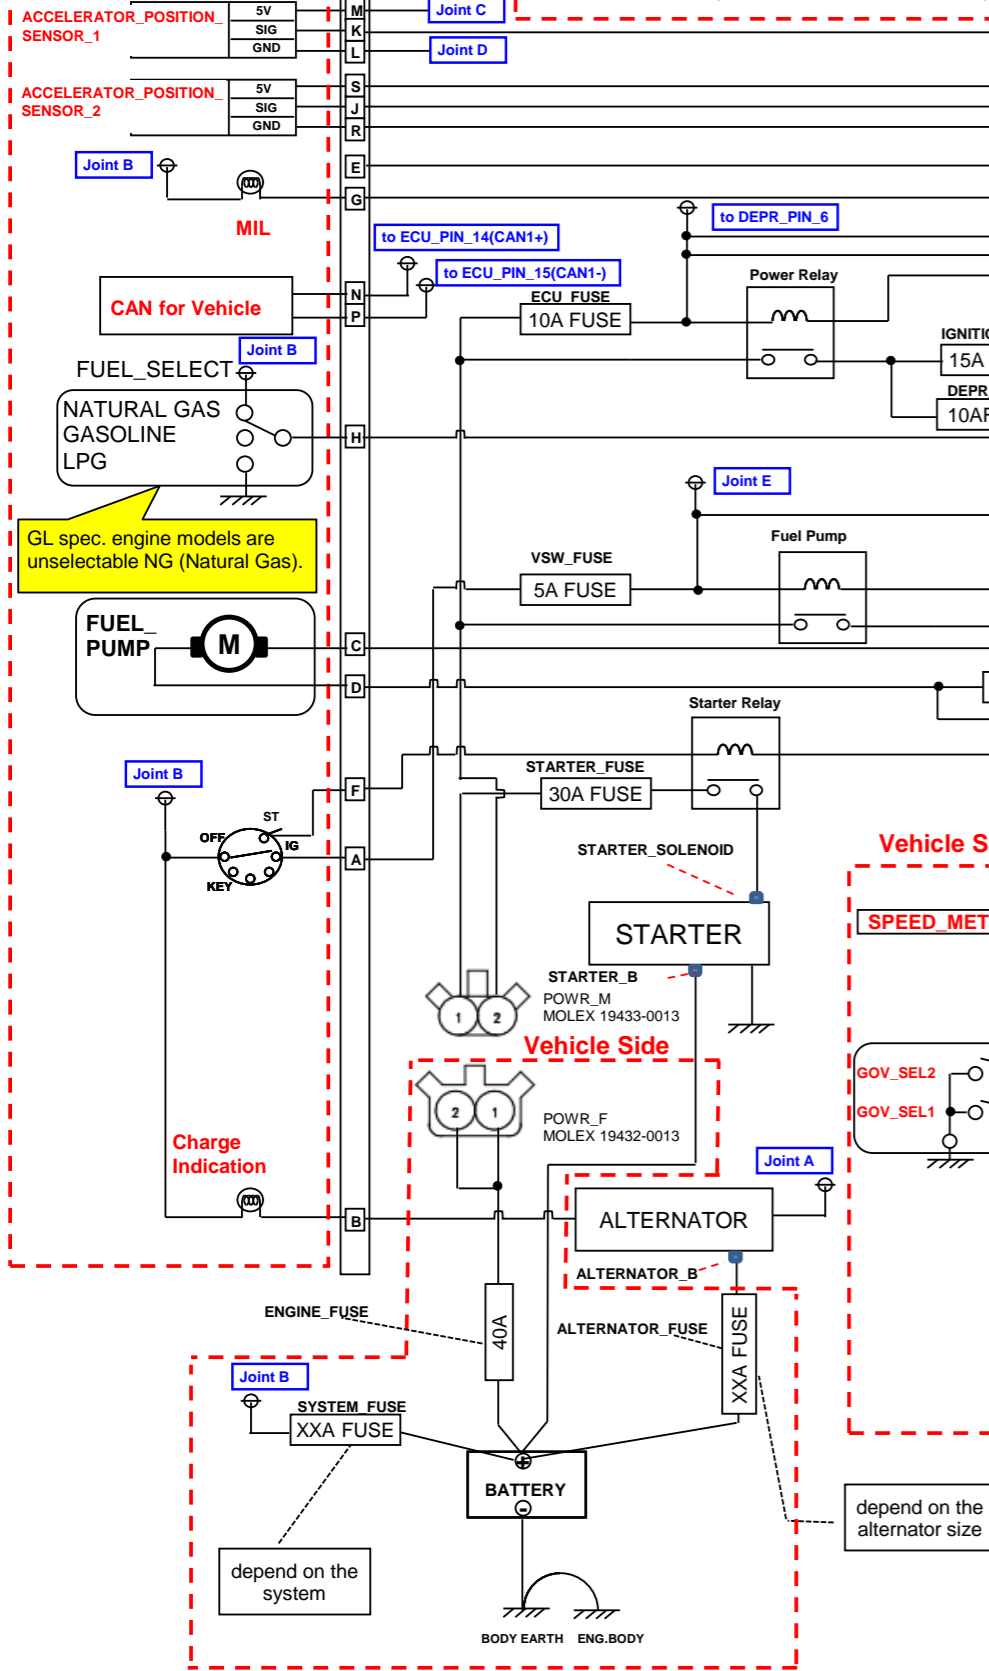 ACCELERATOR_POSITION_
SENSOR_1
5V
SIG
GND
M
K
L
Joint C
Joint D
ACCELERATOR_POSITION_
SENSOR_2
5V
SIG
GND
S
J
R
Joint B
E
G
MIL
to DEPR_PIN_6
to ECU_PIN_14(CAN1+)
to ECU_PIN_15(CAN1-)
CAN for Vehicle
N
P
ECU_FUSE
10A FUSE
Power Relay
IGNITIO
15A
DEPR
10AF
Joint B
FUEL_SELECT
NATURAL GAS
GASOLINE
LPG
H
GL spec. engine models are
unselectable NG (Natural Gas).
Joint E
Fuel Pump
VSW_FUSE
5A FUSE
FUEL_
PUMP
M
C
D
Starter Relay
STARTER_FUSE
30A FUSE
Joint B
F
ST
OFF
IG
KEY
A
STARTER_SOLENOID
STARTER
STARTER_B
Vehicle S
SPEED_MET
POWR_M
MOLEX 19433-0013
1
2
Vehicle Side
2
1
POWR_F
MOLEX 19432-0013
GOV_SEL2
GOV_SEL1
Charge
Indication
B
Joint A
ALTERNATOR
ALTERNATOR_B
ENGINE_FUSE
40A
ALTERNATOR_FUSE
XXA FUSE
Joint B
SYSTEM_FUSE
XXA FUSE
BATTERY
depend on the
alternator size
depend on the
system
BODY EARTH
ENG.BODY